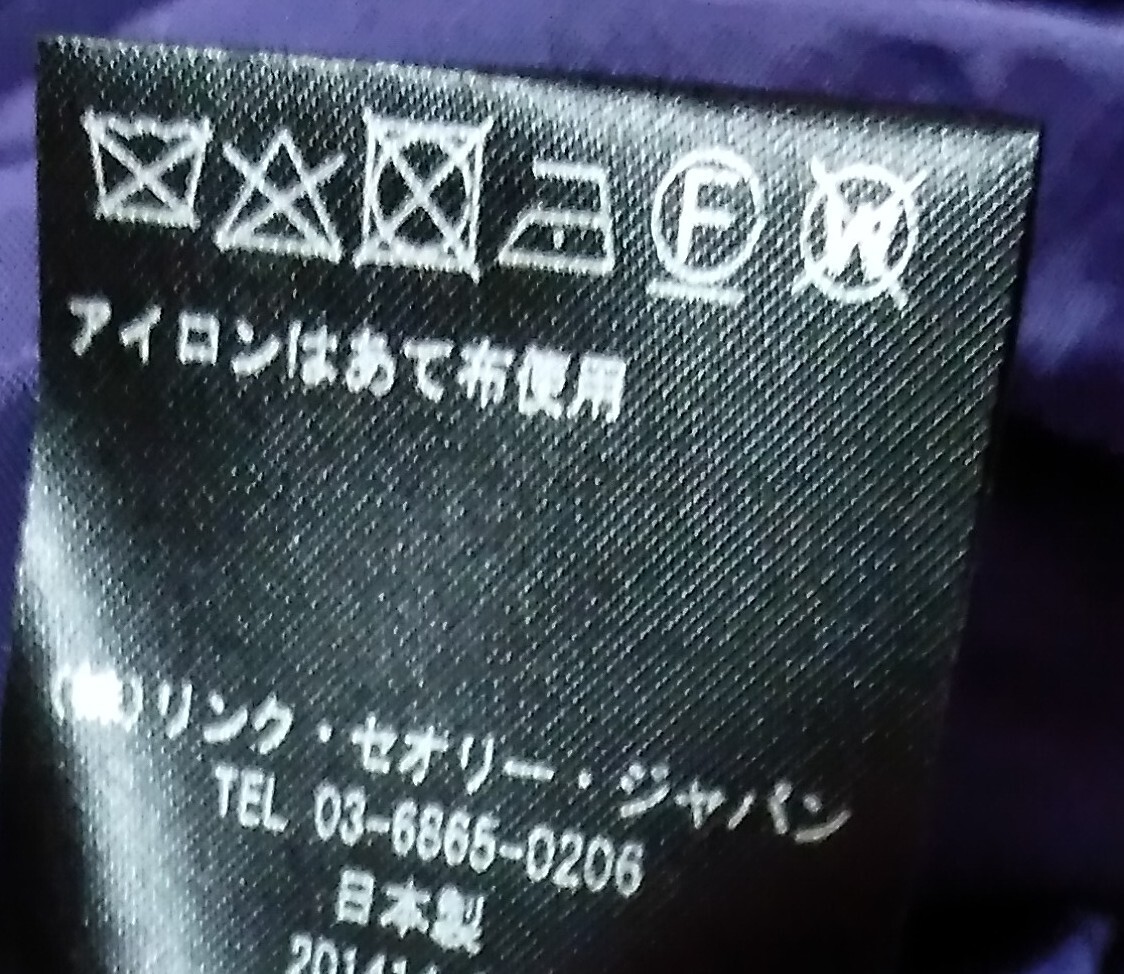 F W
アイロンはあて布使用
(株)リンク・セオリー・ジャパン
TEL 03-6865-0206
日本製